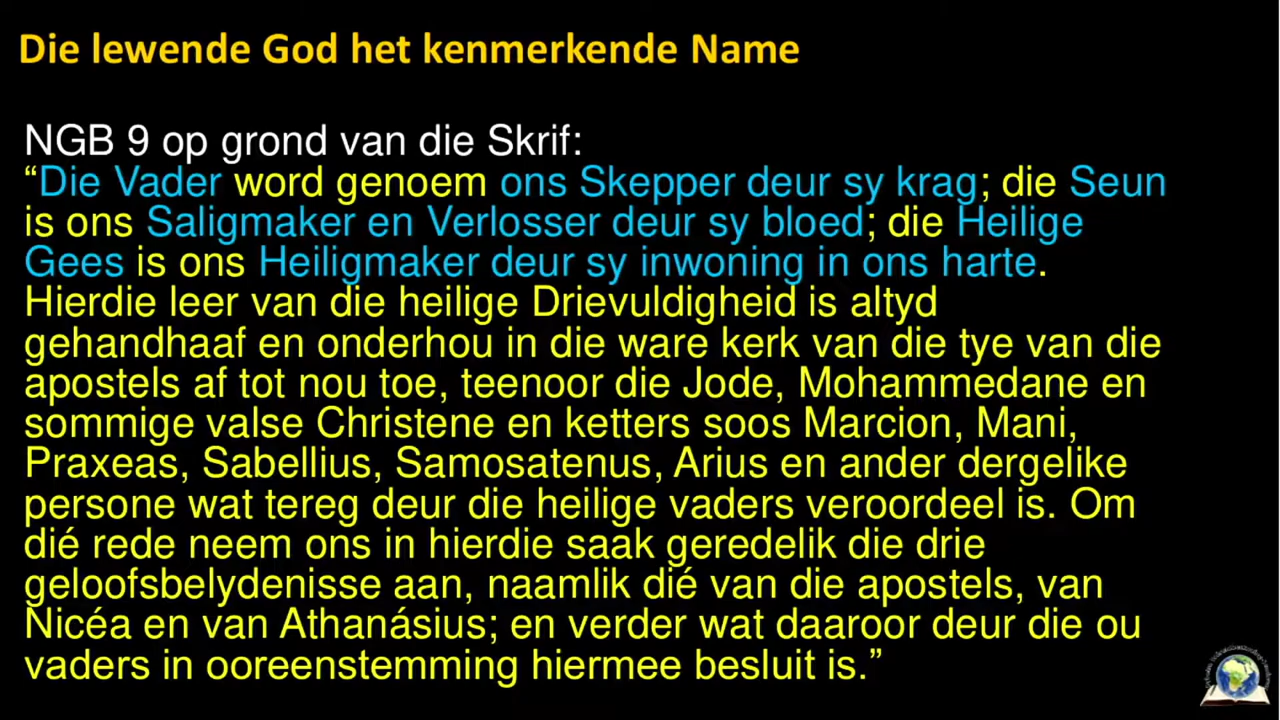 Die lewende God het kenmerkende Name
NGB 9 op grond van die Skrif:
“Die Vader word genoem ons Skepper deur sy krag; die Seun
is ons Saligmaker en Verlosser deur sy bloed; die Heilige
Gees is ons Heiligmaker deur sy inwoning in ons harte.
Hierdie leer van die heilige Drievuldigheid is altyd
gehandhaaf en onderhou in die ware kerk van die tye van die
apostels af tot nou toe, teenoor die Jode, Mohammedane en
sommige valse Christene en ketters soos Marcion, Mani,
Praxeas, Sabellius, Samosatenus, Arius en ander dergelike
persone wat tereg deur die heilige vaders veroordeel is. Om
dié rede neem ons in hierdie saak geredelik die drie
geloofsbelydenisse aan, naamlik dié van die apostels, van
Nicéa en van Athanásius; en verder wat daaroor deur die ou
vaders in ooreenstemming hiermee besluit is.”